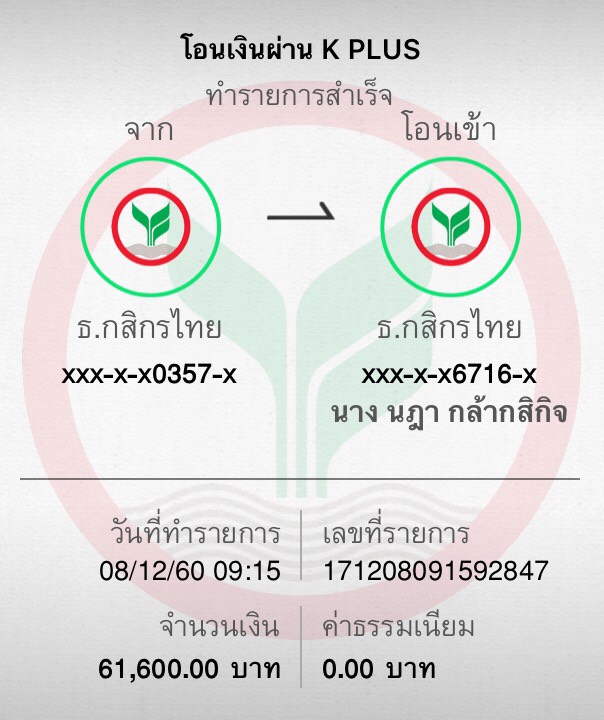 โอนเงินผ่าน K PLUS
ทำรายการสำเร็จ
จาก
โอนเข้า
ธ.กสิกรไทย
ธ.กสิกรไทย
xxx-x-x0357-x
xxx-x-x6716-x
นาง นฎา กล้ากสิกิจ
วันที่ทำรายการ
เลขที่รายการ
08/12/60 09:15
171208091592847
จำนวนเงิน
ค่าธรรมเนียม
61,600.00 บาท
0.00 บาท